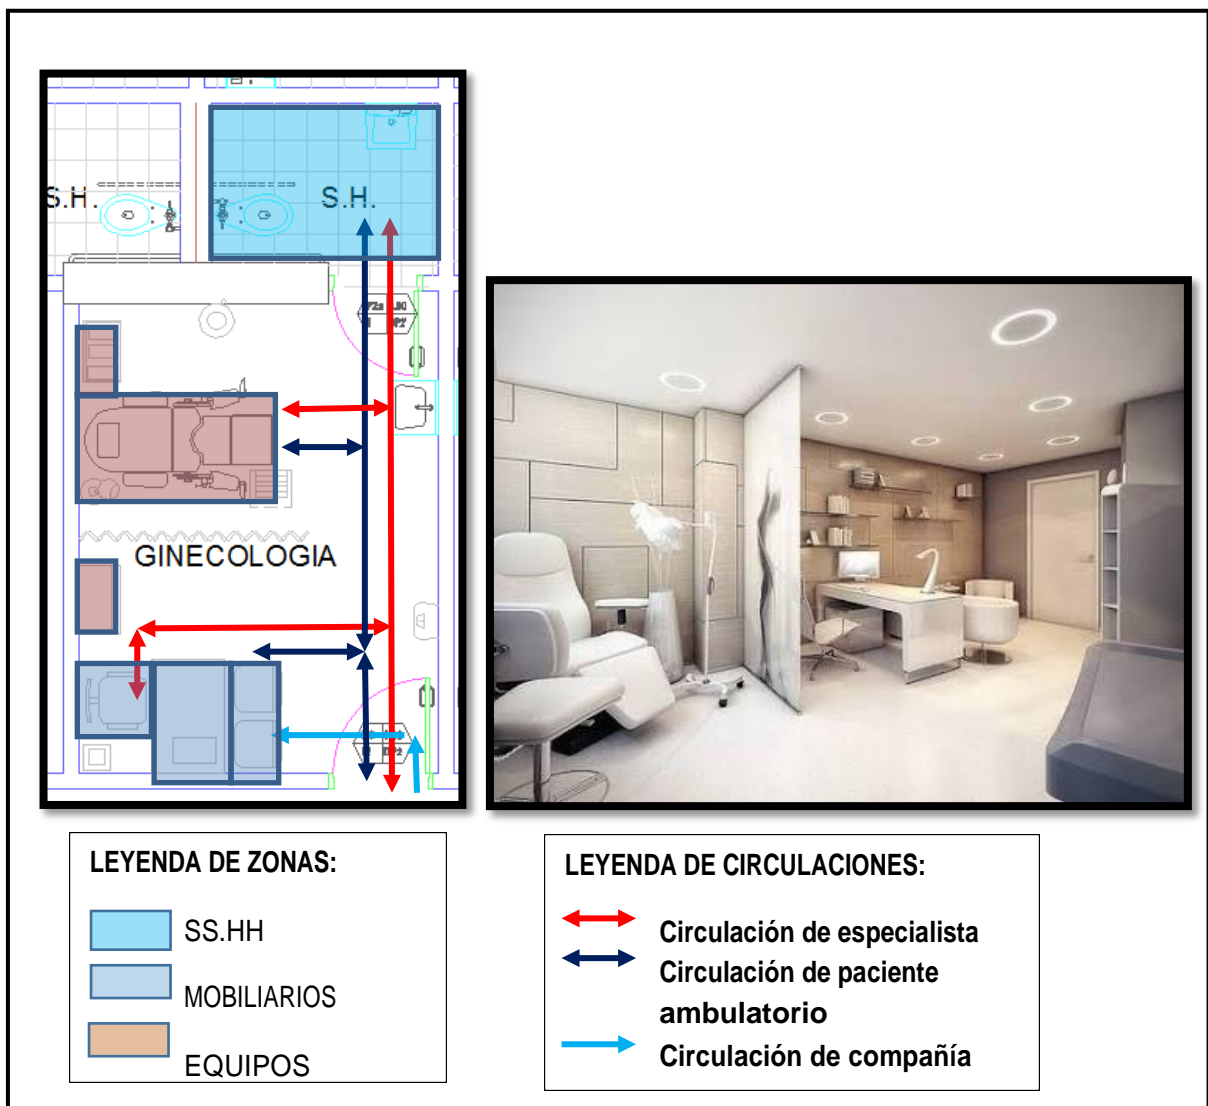 S.H.
S.H.
GINECOLOGIA
LEYENDA DE ZONAS:
SS.HH
MOBILIARIOS
EQUIPOS
LEYENDA DE CIRCULACIONES:
Circulación de especialista
Circulación de paciente
ambulatorio
Circulación de compañía